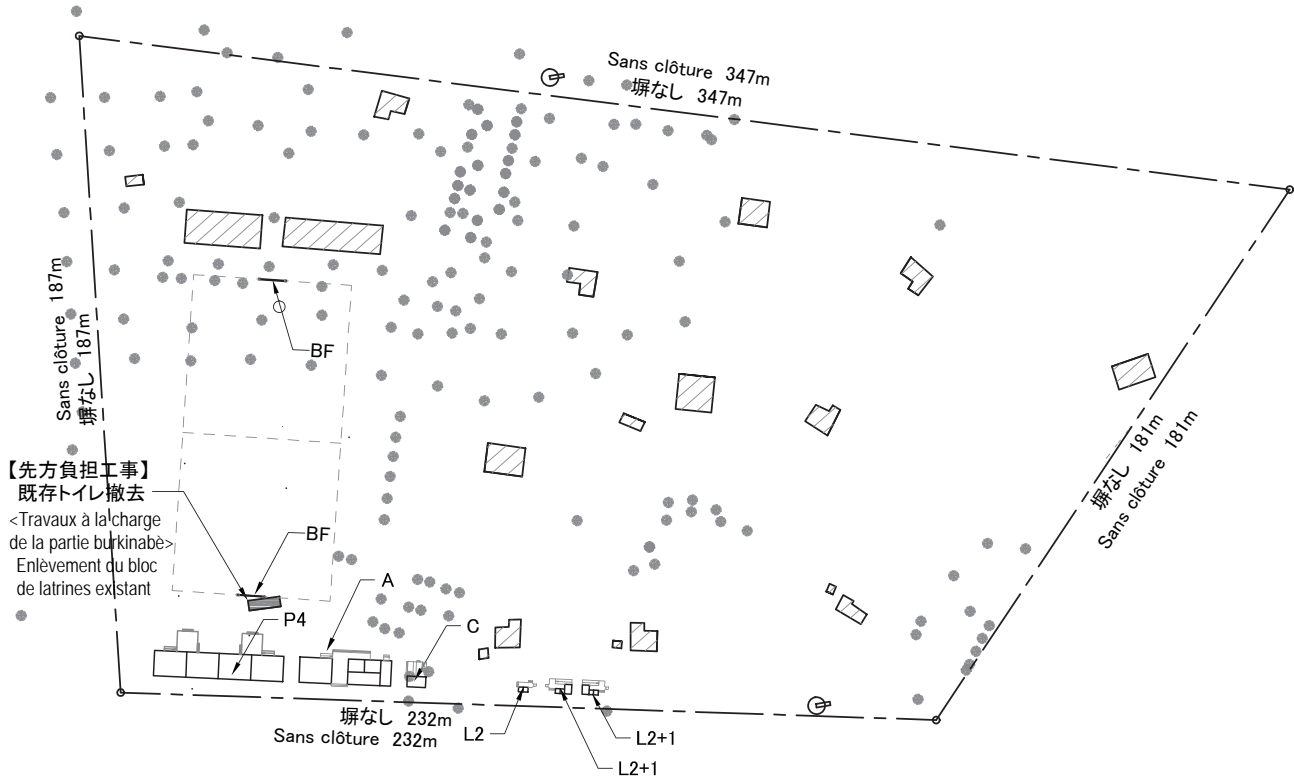 Sans clôture 347m
塀なし 347m
Sans clôture 187m
塀なし 187m
BF
塀なし 181m
Sans clôture 181m
【先方負担工事】
既存トイレ撤去
<Travaux à la charge
de la partie burkinabè>
Enlèvement du bloc
de latrines existant
BF
A
P4
C
塀なし 232m
Sans clôture 232m
L2
L2+1
L2+1